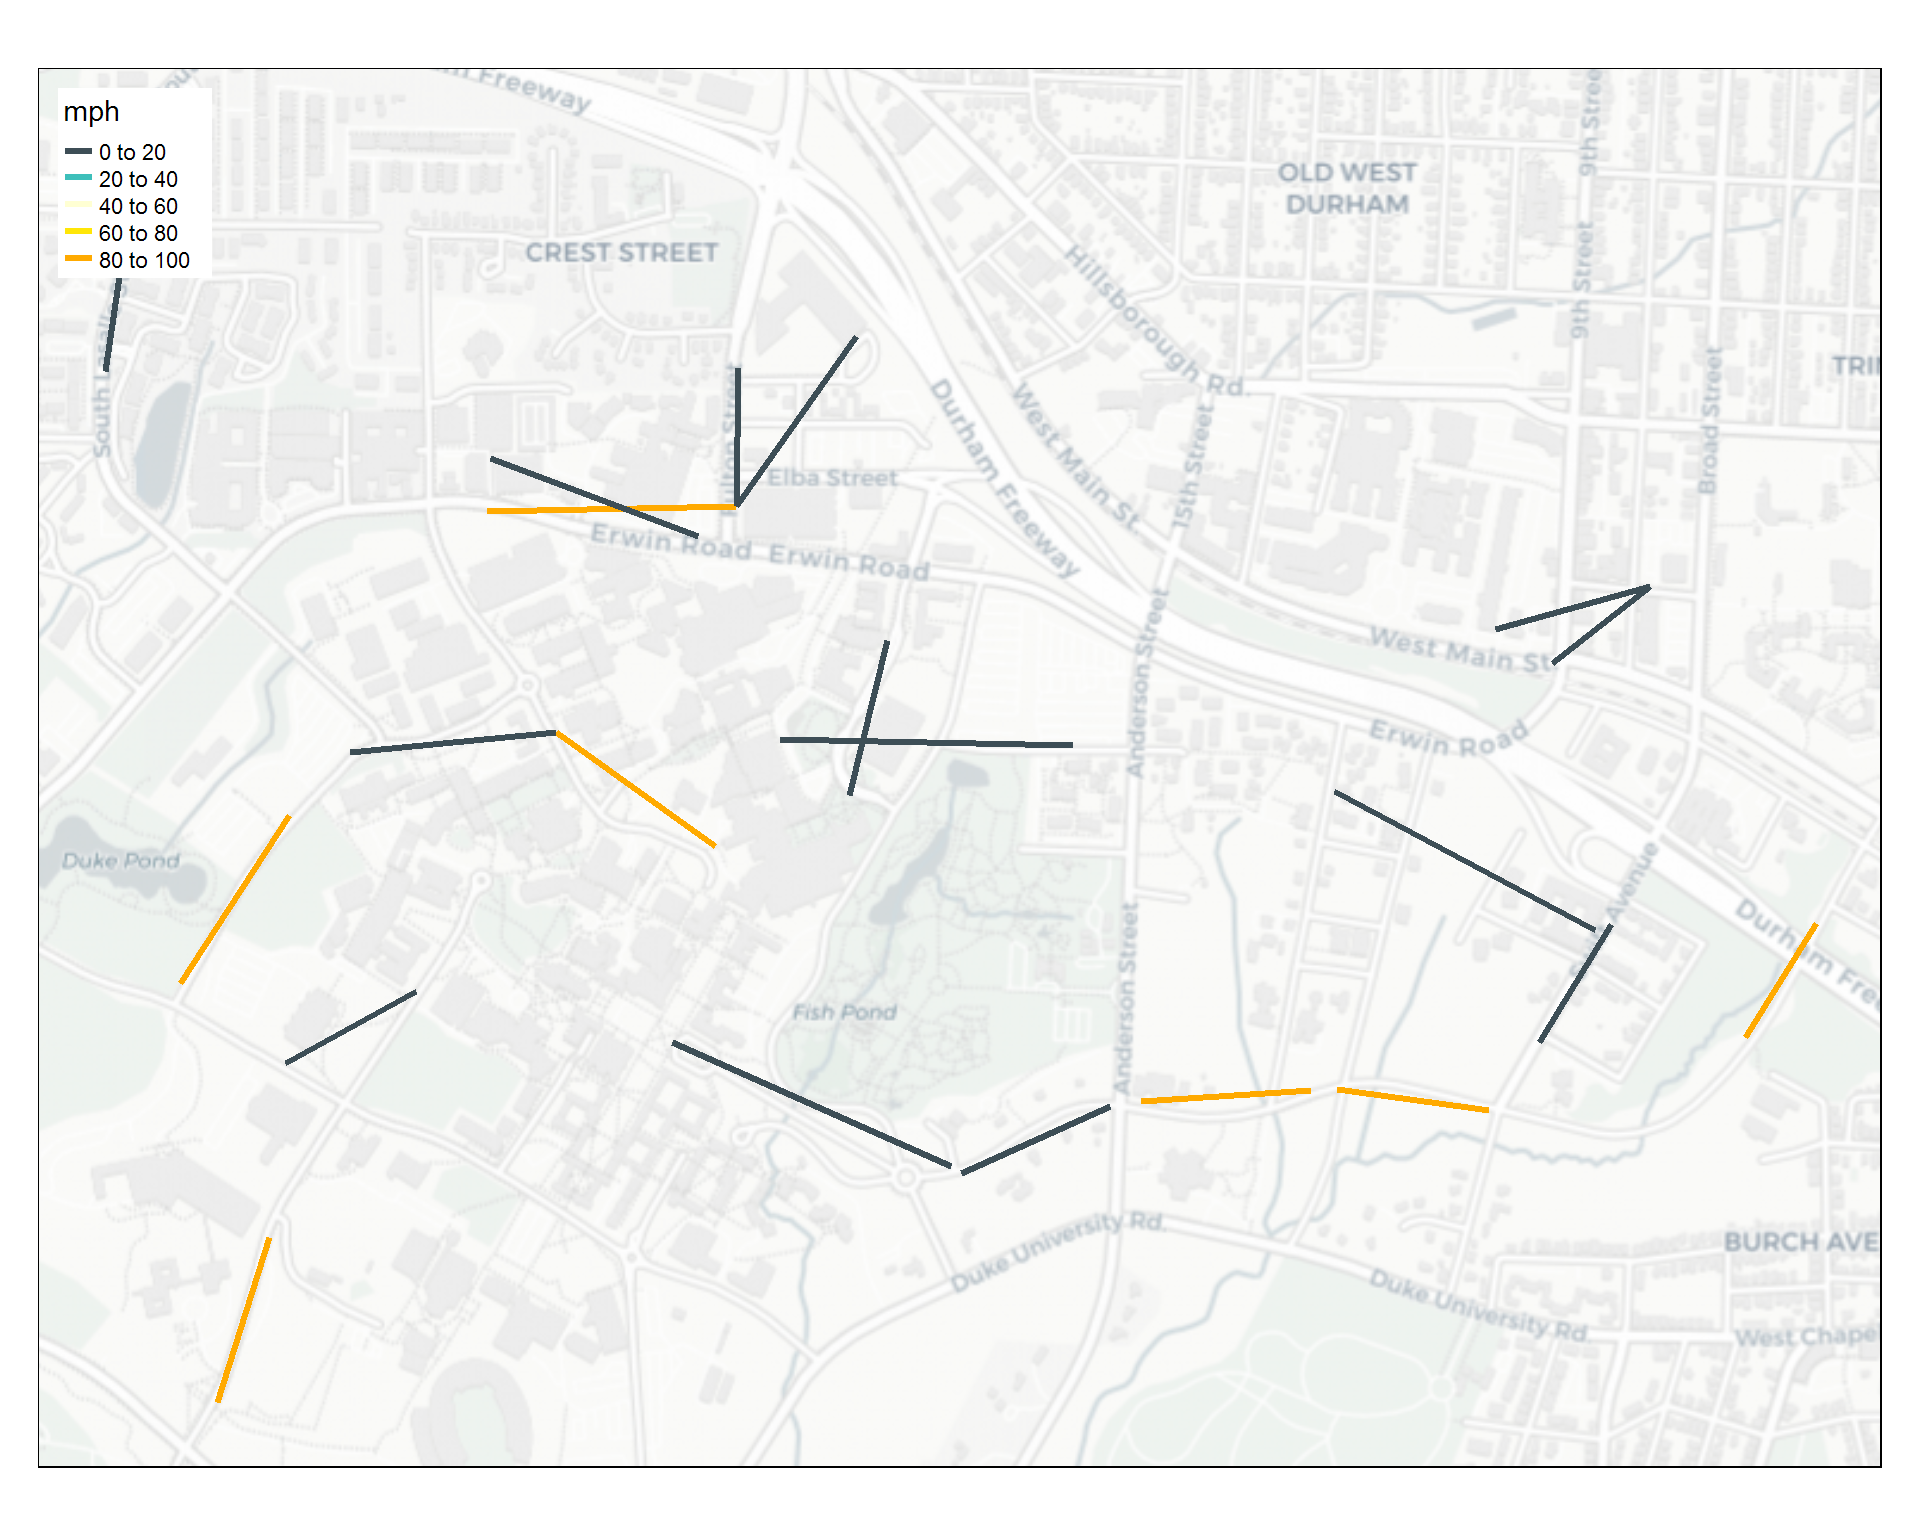 mph
0 to 20
20 to 40
40 to 60
60 to 80
80 to 100
Freeway
9th Street
OLD WEST
DURHAM
CREST STREET
Hillsborough Rd.
9th Street
TRI
South
Broad Street
West Main St.
Durham Freeway
15th Street
Fulton Street
Elba Street
Erwin Road
Erwin Road
Anderson Street
West Main St
Erwin Road
Duke Pond
Avenue
Durham Fre
Fish Pond
Anderson Street
Duke University Rd.
BURCH AVE
Duke University Rd.
West Chape